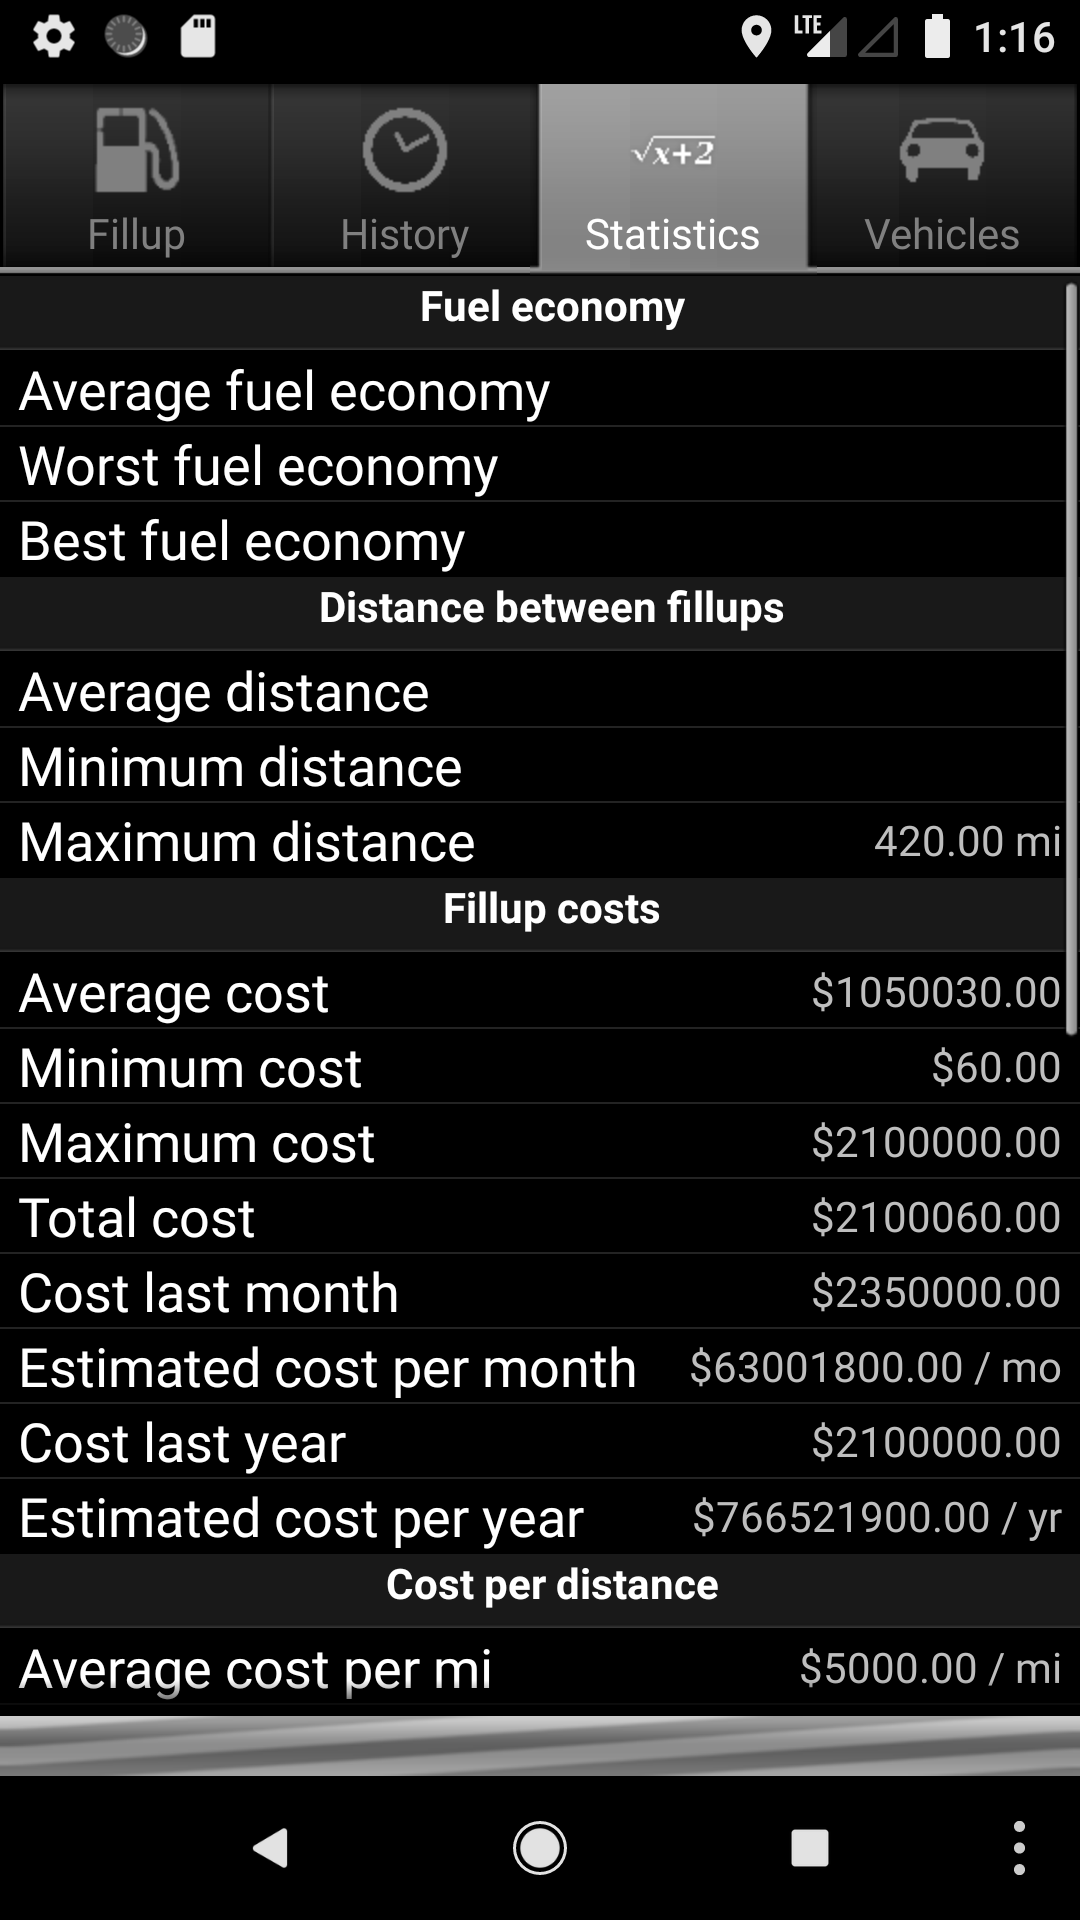 LTE 1:16
√x+2
Fillup History Statistics Vehicles
Fuel economy
Average fuel economy
Worst fuel economy
Best fuel economy
Distance between fillups
Average distance
Minimum distance
Maximum distance 420.00 mi
Fillup costs
Average cost $1050030.00
Minimum cost $60.00
Maximum cost $2100000.00
Total cost $2100060.00
Cost last month $2350000.00
Estimated cost per month $63001800.00 / mo
Cost last year $2100000.00
Estimated cost per year $766521900.00 / yr
Cost per distance
Average cost per mi $5000.00 / mi